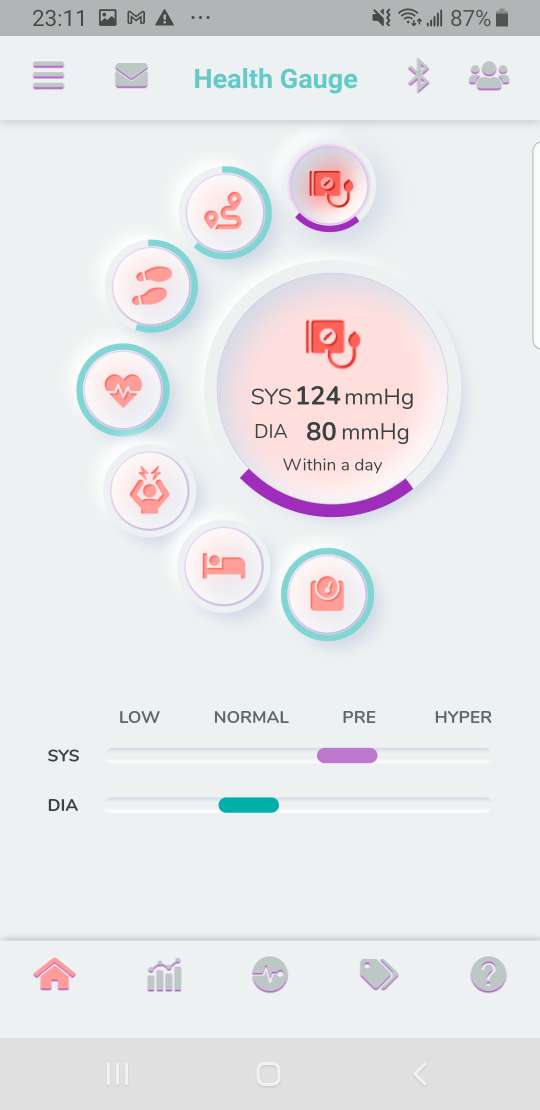 23:11 ... 87%
Health Gauge
SYS 124 mmHg
DIA 80 mmHg
Within a day
LOW NORMAL PRE HYPER
SYS
DIA
?